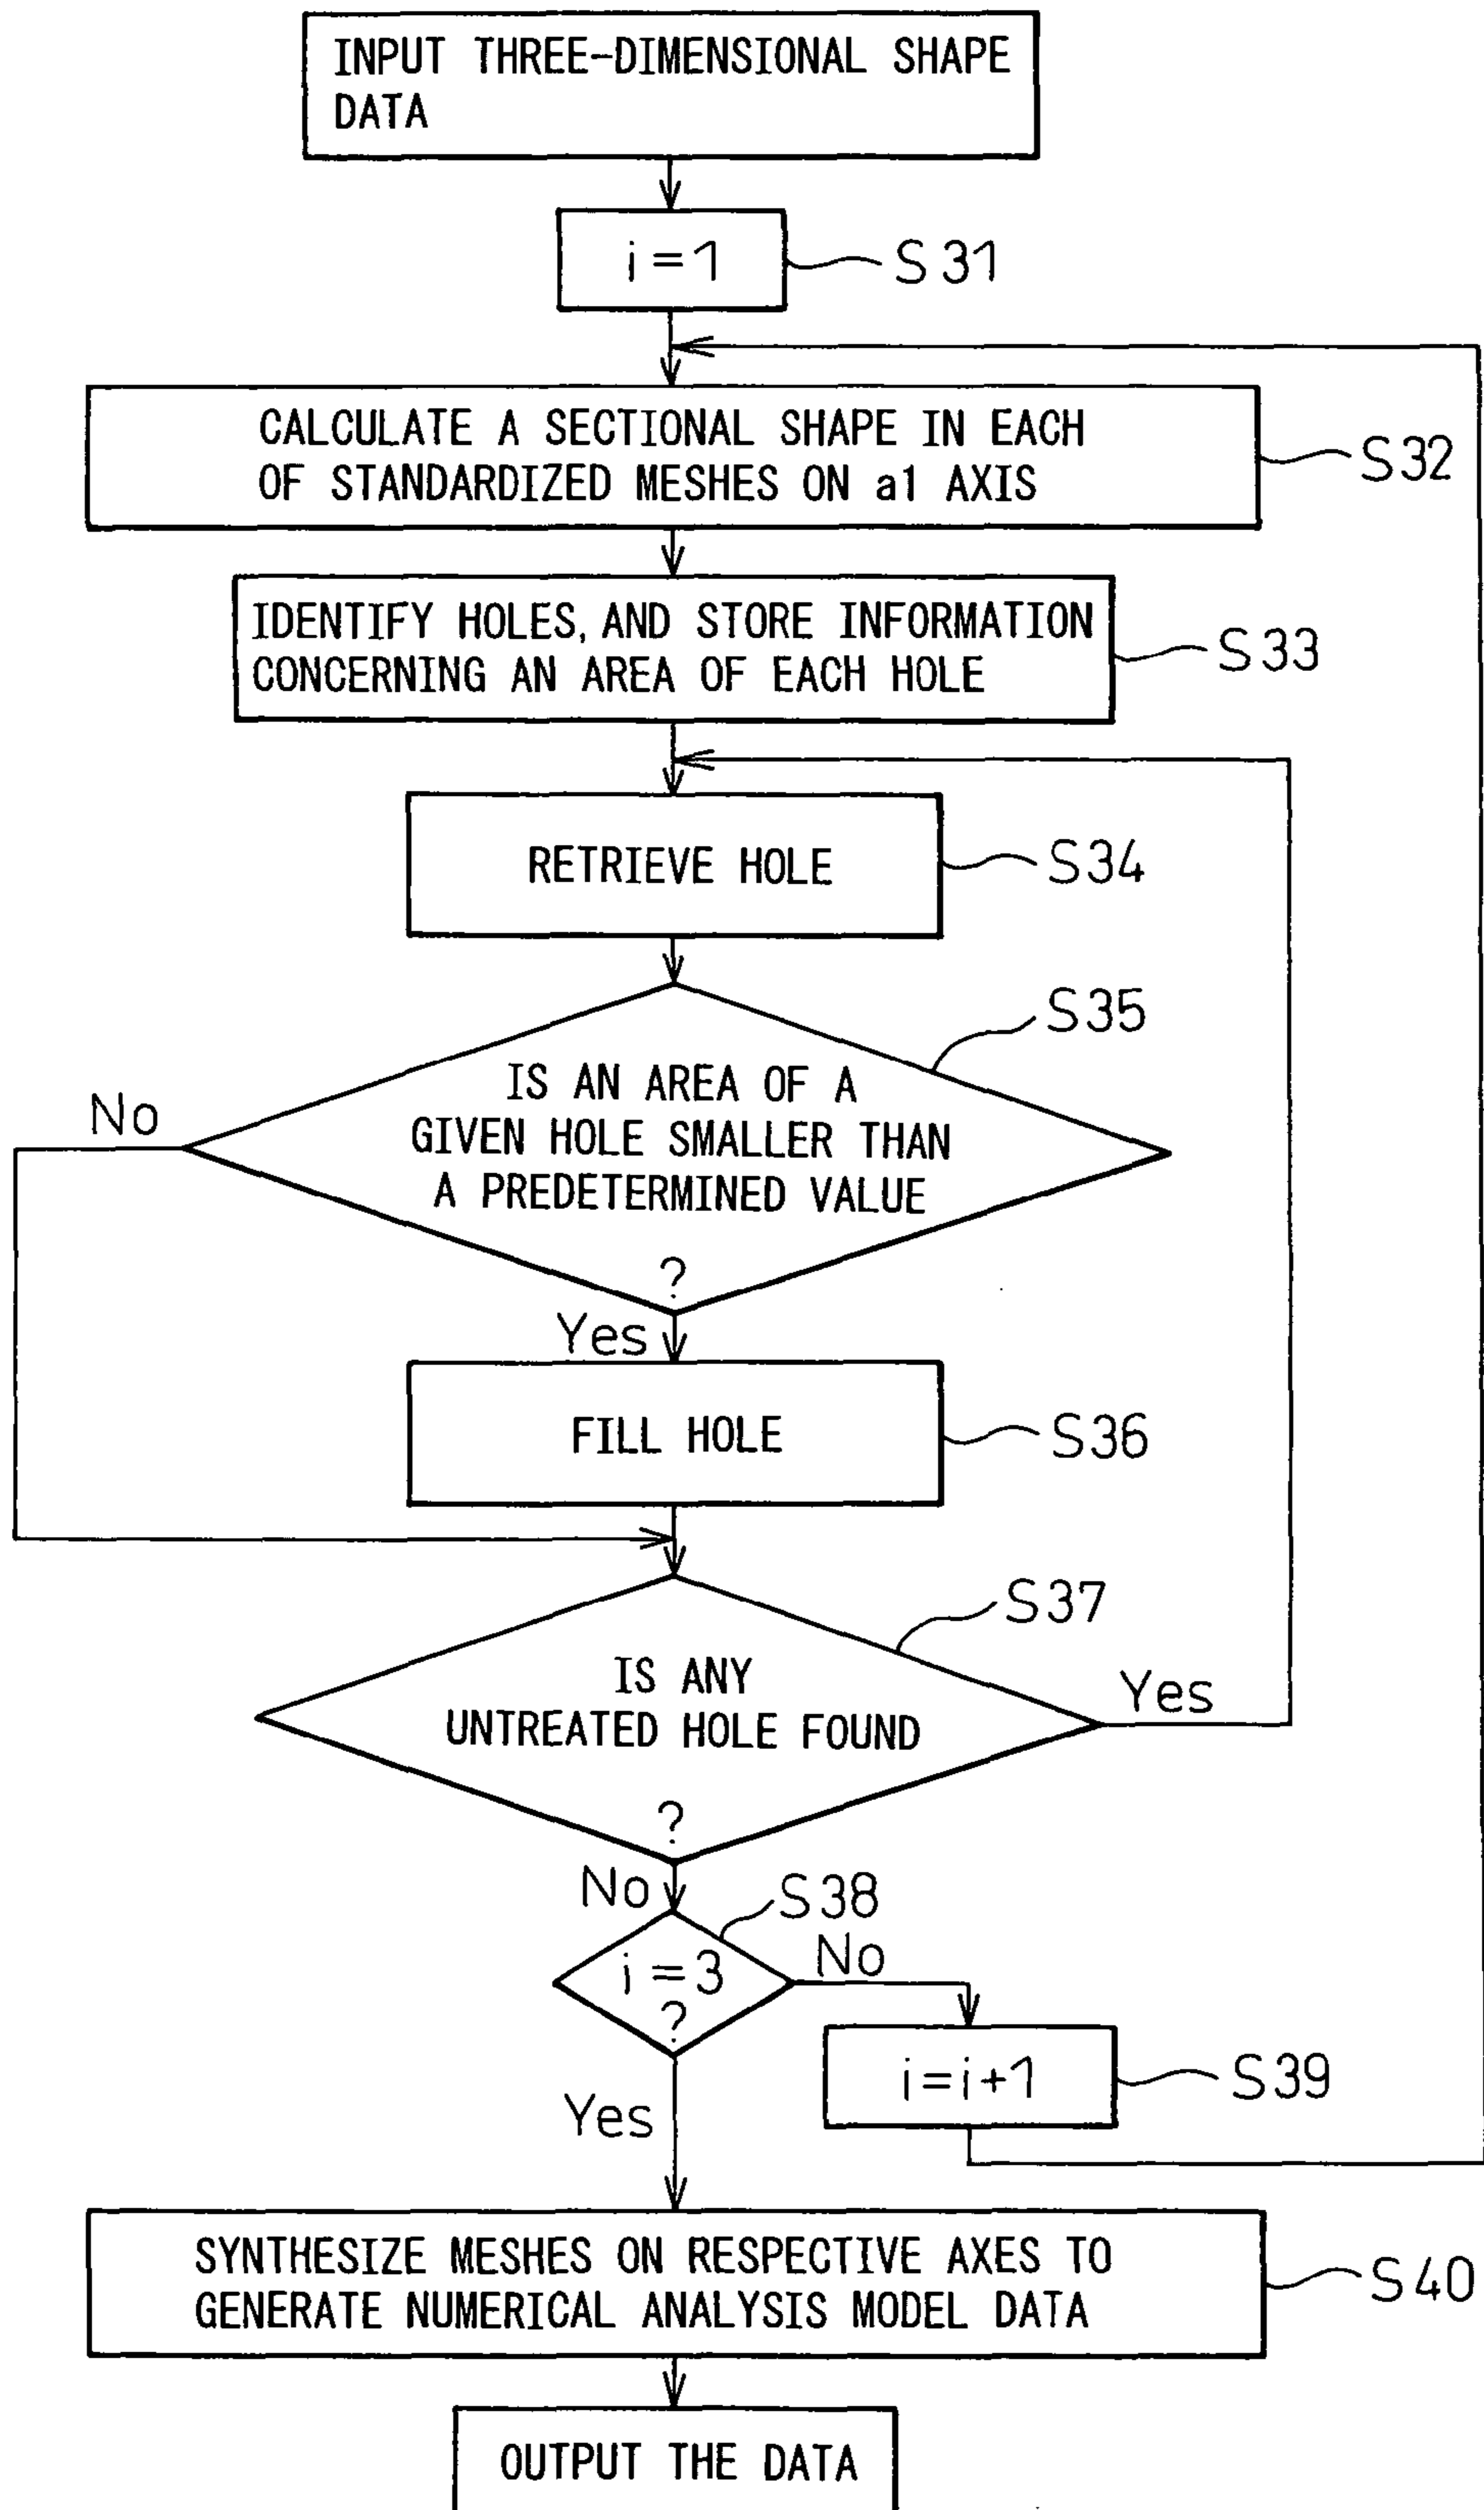 INPUT THREE-DIMENSIONAL SHAPE
DATA
i=1
S31
CALCULATE A SECTIONAL SHAPE IN EACH
OF STANDARDIZED MESHES ON a1 AXIS
S32
IDENTIFY HOLES, AND STORE INFORMATION
CONCERNING AN AREA OF EACH HOLE
S33
RETRIEVE HOLE
S34
S35
IS AN AREA OF A
GIVEN HOLE SMALLER THAN
A PREDETERMINED VALUE
?
No
Yes
FILL HOLE
S36
S37
IS ANY
UNTREATED HOLE FOUND
?
Yes
No
S38
i=3
?
No
i=i+1
S39
Yes
SYNTHESIZE MESHES ON RESPECTIVE AXES TO
GENERATE NUMERICAL ANALYSIS MODEL DATA
S40
OUTPUT THE DATA